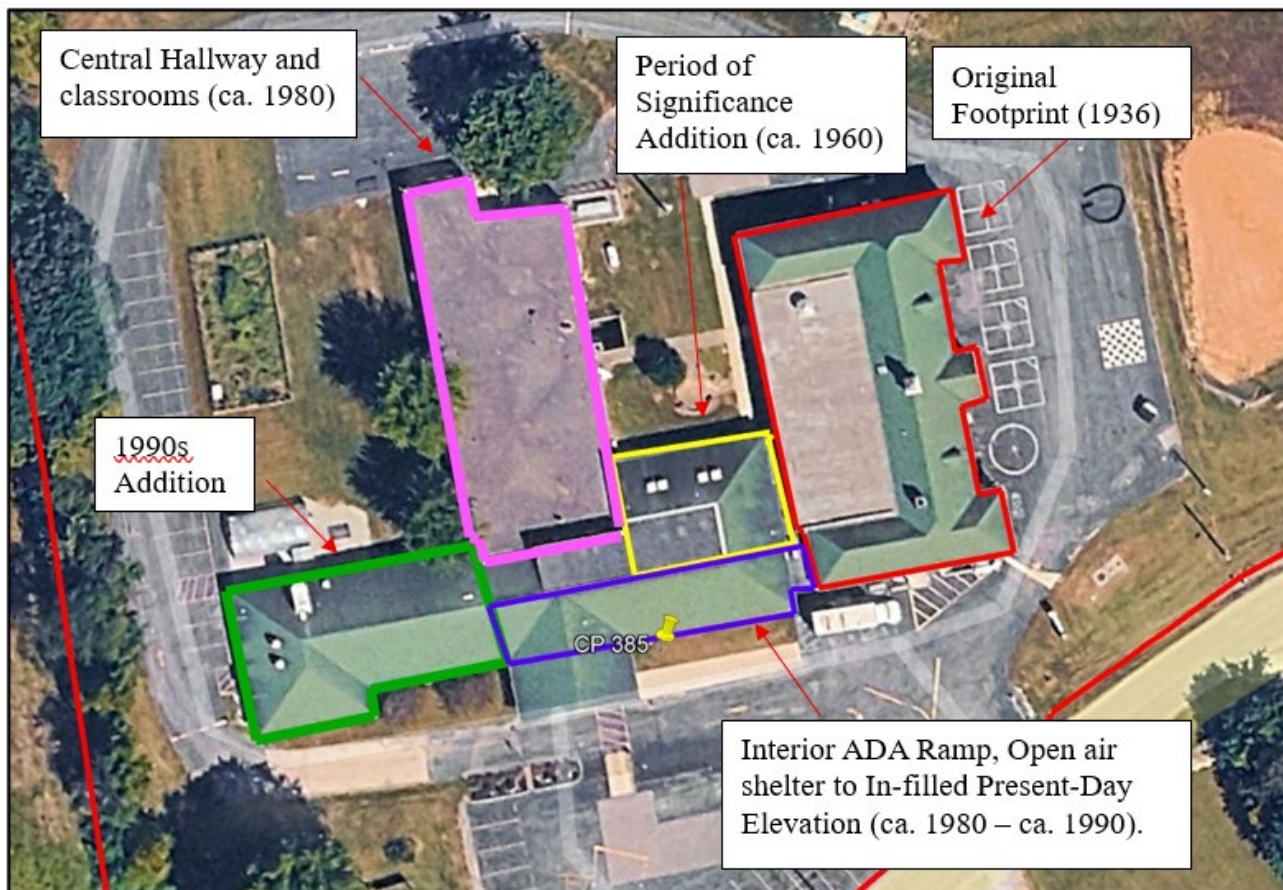 Central Hallway and
classrooms (ca. 1980)
Period of
Significance
Addition (ca. 1960)
Original
Footprint (1936)
1990s
Addition
CP 385
Interior ADA Ramp, Open air
shelter to In-filled Present-Day
Elevation (ca. 1980 – ca. 1990).